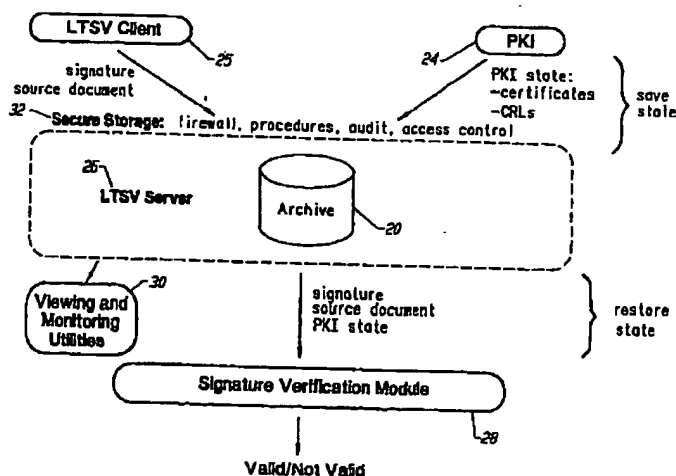 LTSV Client
25
24
PKI
signature
source document
PKI state:
-certificates
-CRLs
save
state
32
Secure Storage: firewall, procedures, audit, access control
26
LTSV Server
Archive
20
30
Viewing and
Monitoring
Utilities
signature
source document
PKI state
restore
state
Signature Verification Module
28
Valid/Not Valid